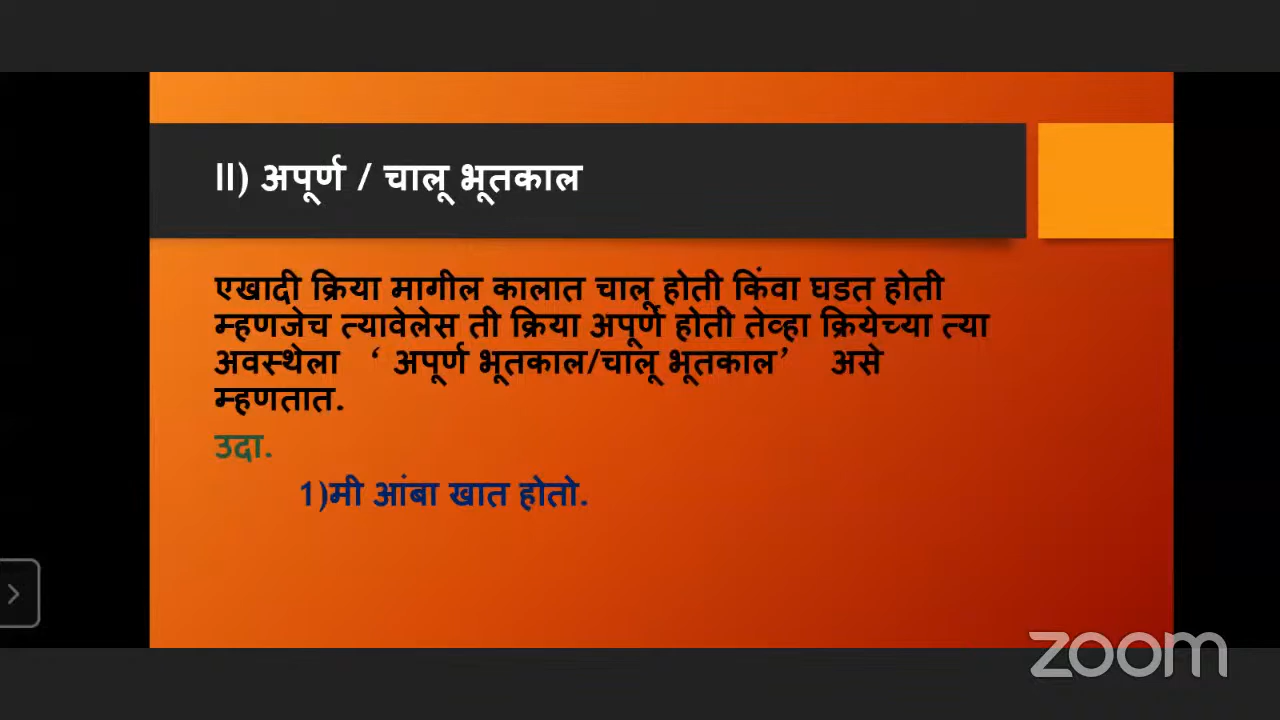 II) अपूर्ण / चालू भूतकाल
एखादी क्रिया मागील कालात चालू होती किंवा घडत होती
म्हणजेच त्यावेलेस ती क्रिया अपूर्ण होती तेव्हा क्रियेच्या त्या
अवस्थेला ‘ अपूर्ण भूतकाल/चालू भूतकाल’ असे
म्हणतात.
उदा.
1)मी आंबा खात होतो.
zoom